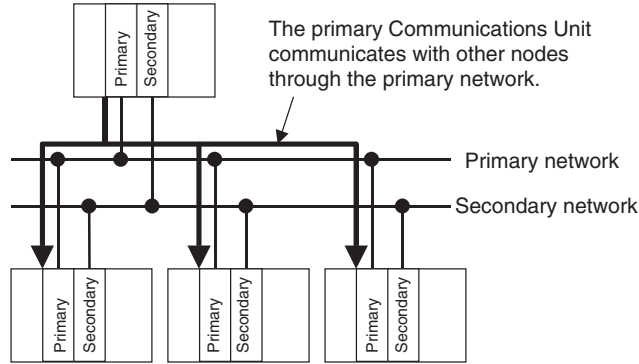 Primary
Secondary
The primary Communications Unit
communicates with other nodes
through the primary network.
Primary network
Secondary network
Primary
Secondary
Primary
Secondary
Primary
Secondary